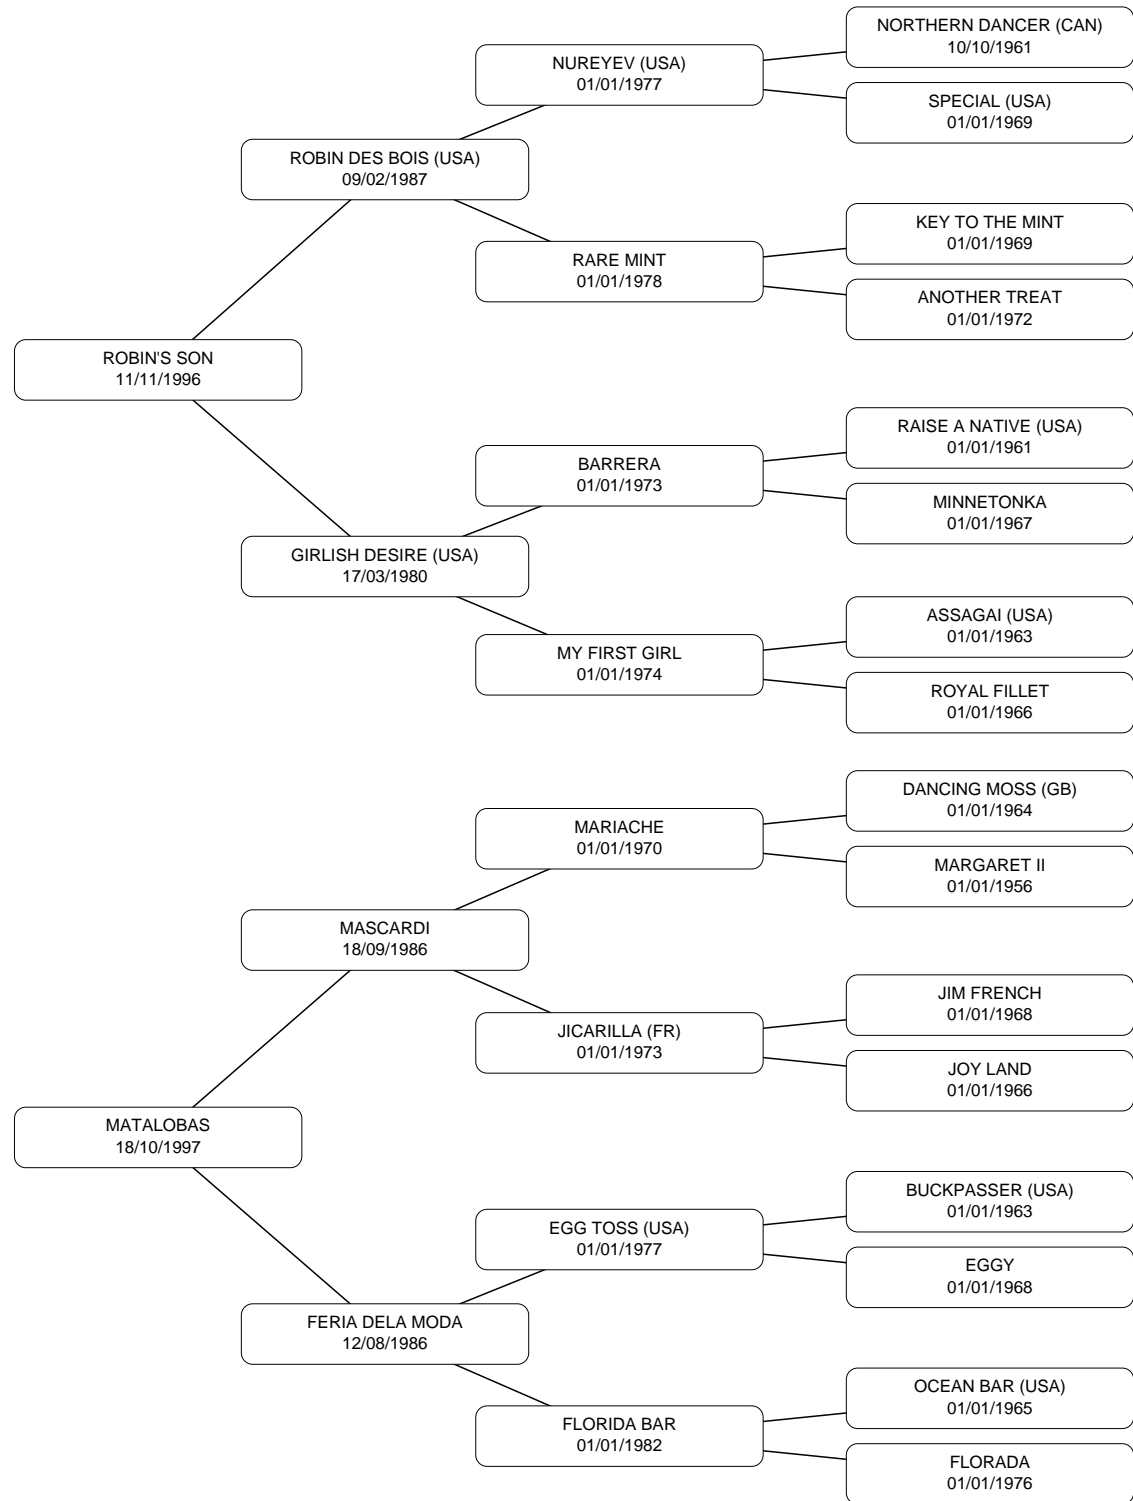 NORTHERN DANCER (CAN)
10/10/1961
NUREYEV (USA)
01/01/1977
SPECIAL (USA)
01/01/1969
ROBIN DES BOIS (USA)
09/02/1987
KEY TO THE MINT
01/01/1969
RARE MINT
01/01/1978
ANOTHER TREAT
01/01/1972
ROBIN'S SON
11/11/1996
RAISE A NATIVE (USA)
01/01/1961
BARRERA
01/01/1973
MINNETONKA
01/01/1967
GIRLISH DESIRE (USA)
17/03/1980
ASSAGAI (USA)
01/01/1963
MY FIRST GIRL
01/01/1974
ROYAL FILLET
01/01/1966
DANCING MOSS (GB)
01/01/1964
MARIACHE
01/01/1970
MARGARET II
01/01/1956
MASCARDI
18/09/1986
JIM FRENCH
01/01/1968
JICARILLA (FR)
01/01/1973
JOY LAND
01/01/1966
MATALOBAS
18/10/1997
BUCKPASSER (USA)
01/01/1963
EGG TOSS (USA)
01/01/1977
EGGY
01/01/1968
FERIA DELA MODA
12/08/1986
OCEAN BAR (USA)
01/01/1965
FLORIDA BAR
01/01/1982
FLORADA
01/01/1976